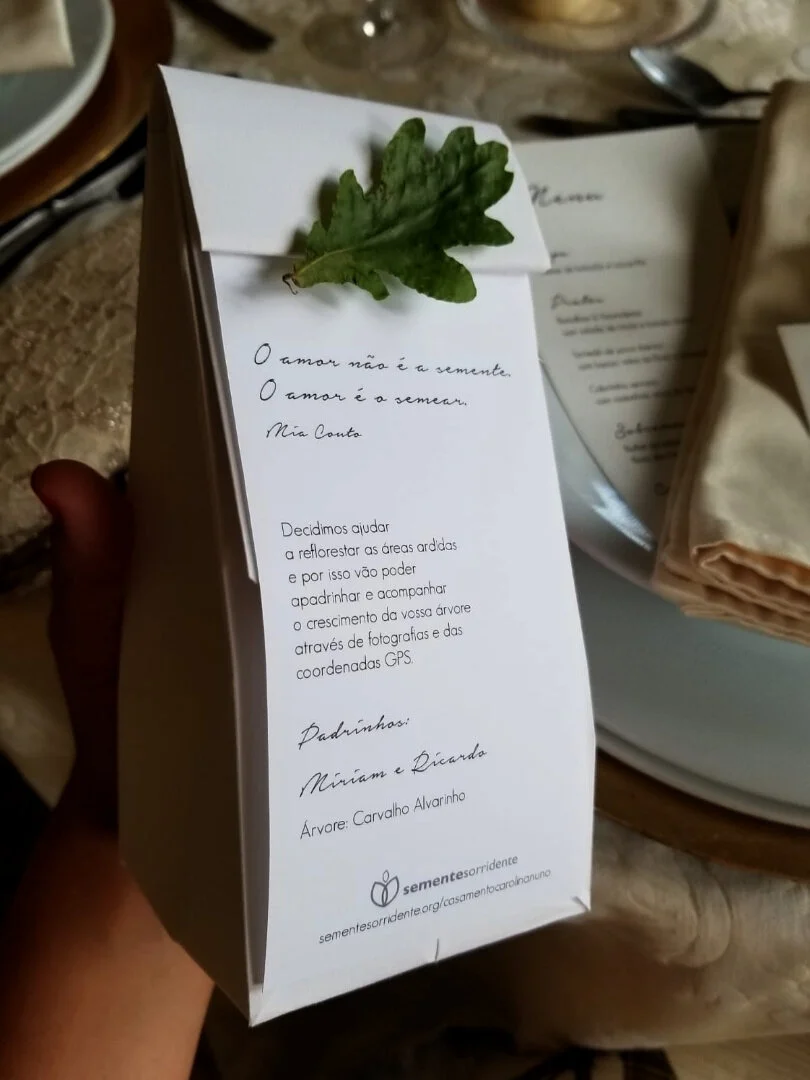 O amor não é a semente.
O amor é o semear.
Mia Couto
Decidimos ajudar
a reflorestar as áreas ardidas
e por isso vão poder
apadrinhar e acompanhar
o crescimento da vossa árvore
através de fotografias e das
coordenadas GPS.
Padrinhos:
Miriam e Ricardo
Árvore: Carvalho Alvarinho
sementesorridente
sementesorridente.org/casamentocarolinanuno
Menu